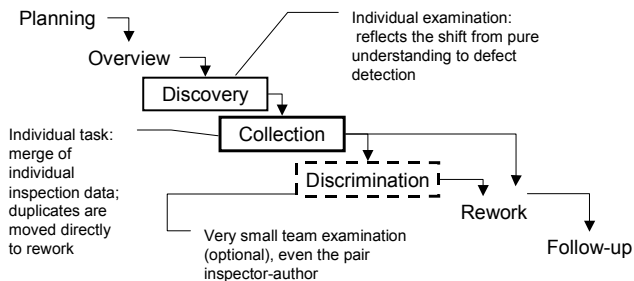 Planning
Individual examination:
reflects the shift from pure
understanding to defect
detection
Overview
Discovery
Individual task:
merge of
individual
inspection data;
duplicates are
moved directly
to rework
Collection
Discrimination
Rework
Very small team examination
(optional), even the pair
inspector-author
Follow-up